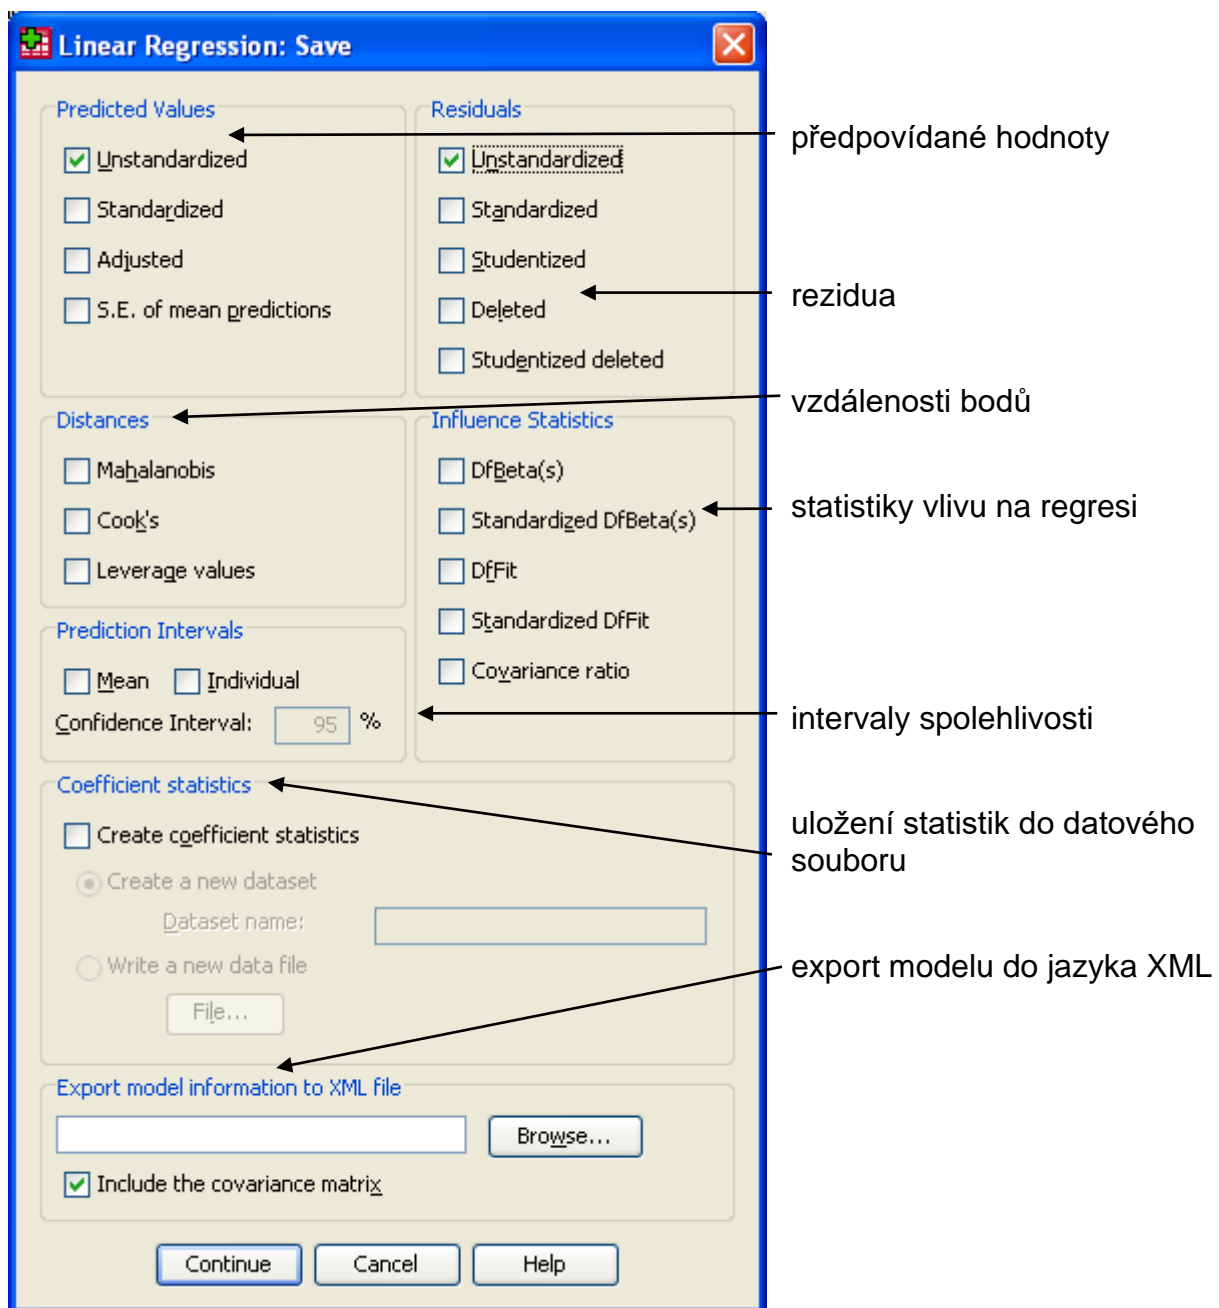 Linear Regression: Save
Predicted Values
Unstandardized
Standardized
Adjusted
S.E. of mean predictions
Residuals
Unstandardized
Standardized
Studentized
Deleted
Studentized deleted
Distances
Mahalanobis
Cook's
Leverage values
Influence Statistics
DfBeta(s)
Standardized DfBeta(s)
DfFit
Standardized DfFit
Covariance ratio
Prediction Intervals
Mean Individual
Confidence Interval: 95 %
Coefficient statistics
Create coefficient statistics
Create a new dataset
Dataset name:
Write a new data file
File...
Export model information to XML file
Browse...
Include the covariance matrix
Continue Cancel Help
předpovídané hodnoty
rezidua
vzdálenosti bodů
statistiky vlivu na regresi
intervaly spolehlivosti
uložení statistik do datového
souboru
export modelu do jazyka XML